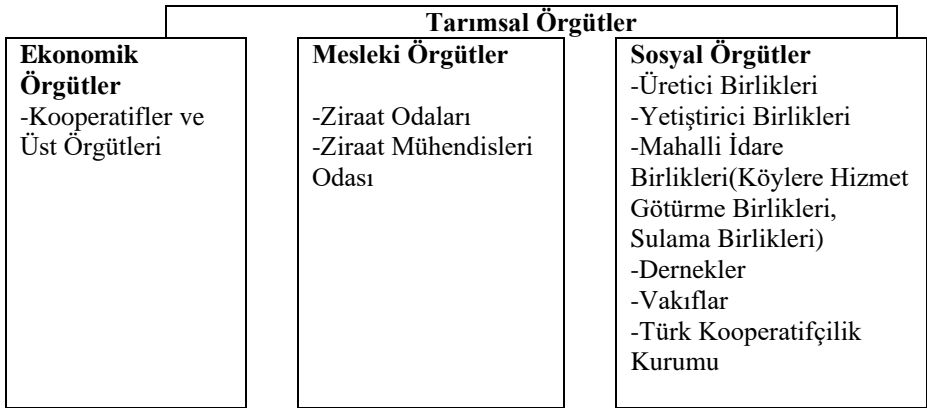 Tarımsal Örgütler
Ekonomik
Örgütler
-Kooperatifler ve
Üst Örgütleri
Mesleki Örgütler
-Ziraat Odaları
-Ziraat Mühendisleri
Odası
Sosyal Örgütler
-Üretici Birlikleri
-Yetiştirici Birlikleri
-Mahalli İdare
Birlikleri(Köylere Hizmet
Götürme Birlikleri,
Sulama Birlikleri)
-Dernekler
-Vakıflar
-Türk Kooperatifçilik
Kurumu